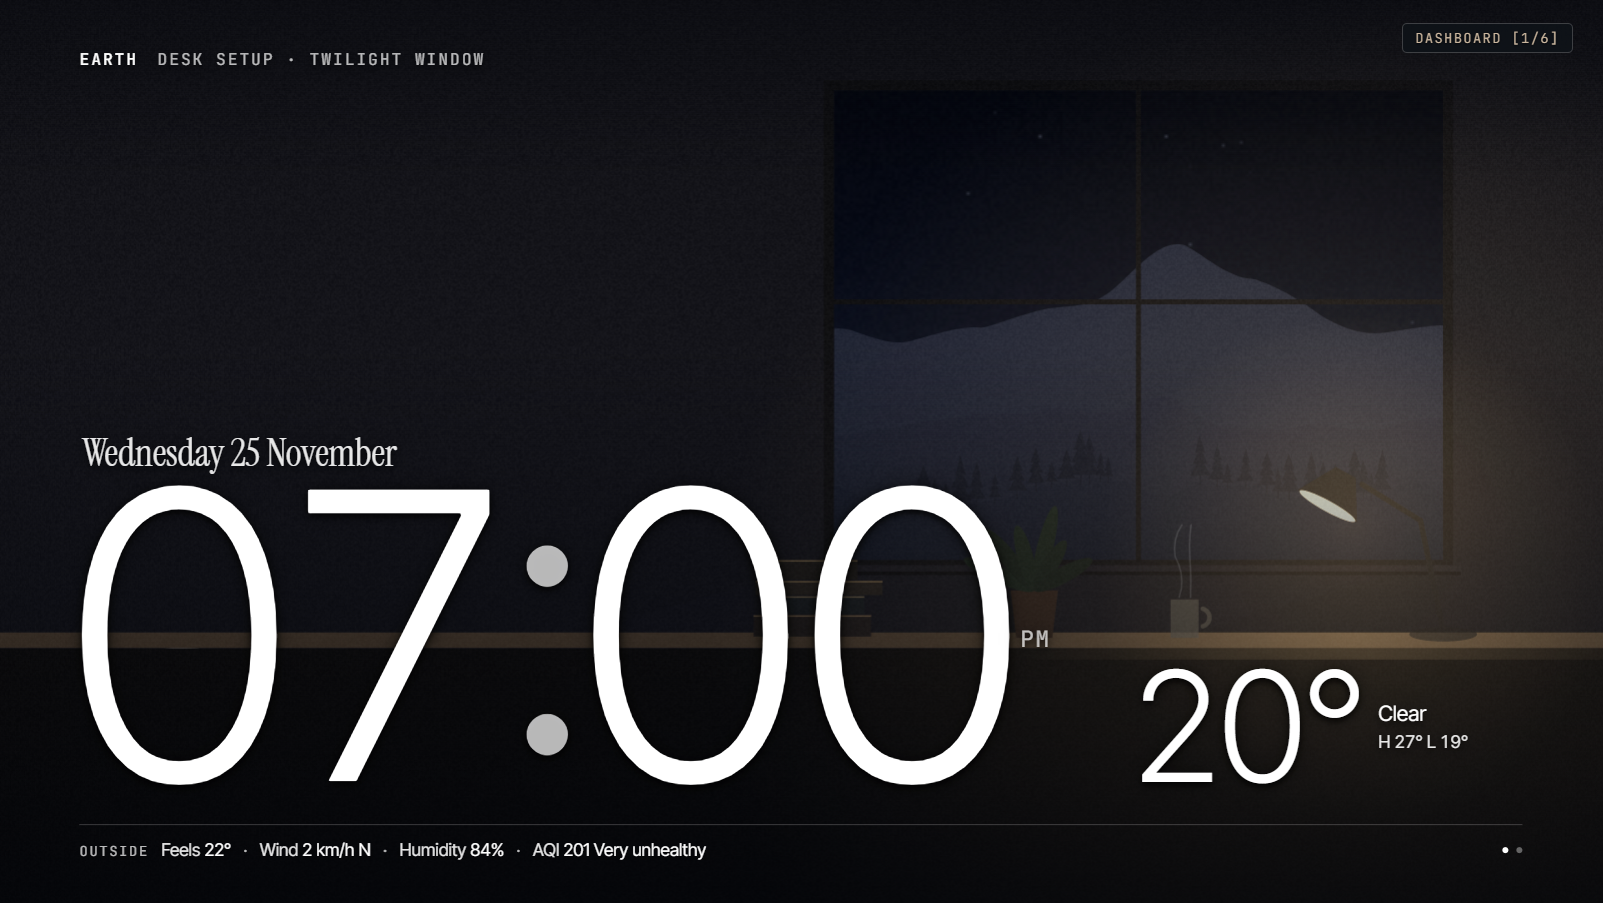 EARTH DESK SETUP · TWILIGHT WINDOW
DASHBOARD [1/6]
Wednesday 25 November
07:00 PM
20°
Clear
H 27° L 19°
OUTSIDE Feels 22° · Wind 2 km/h N · Humidity 84% · AQI 201 Very unhealthy